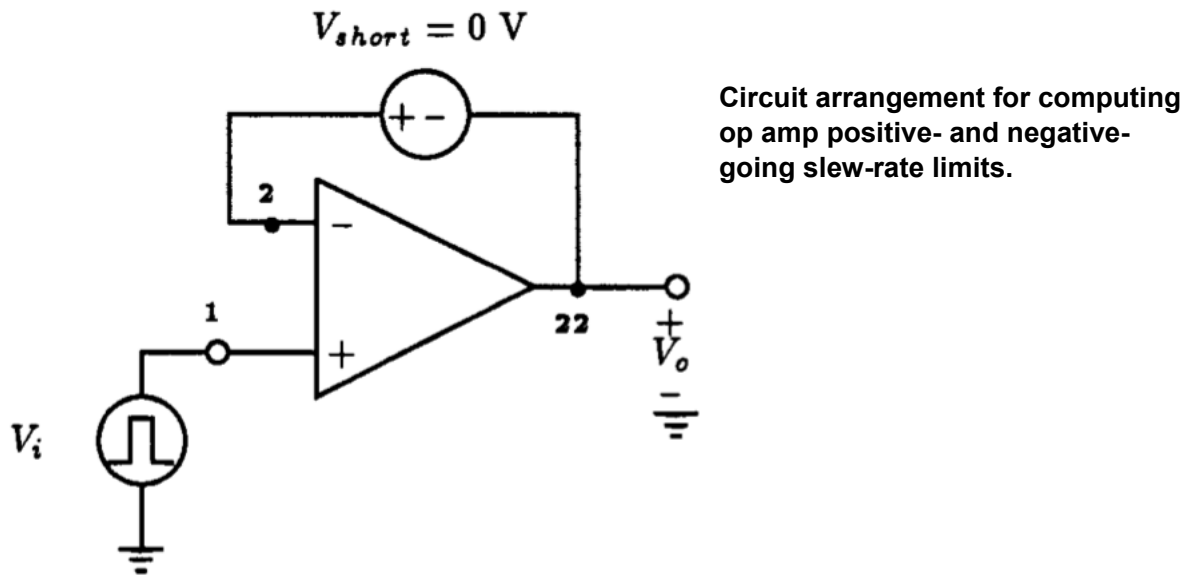 V_short = 0 V
+ -
Circuit arrangement for computing
op amp positive- and negative-
going slew-rate limits.
2
−
1
22
+
+
V_o
-
V_i